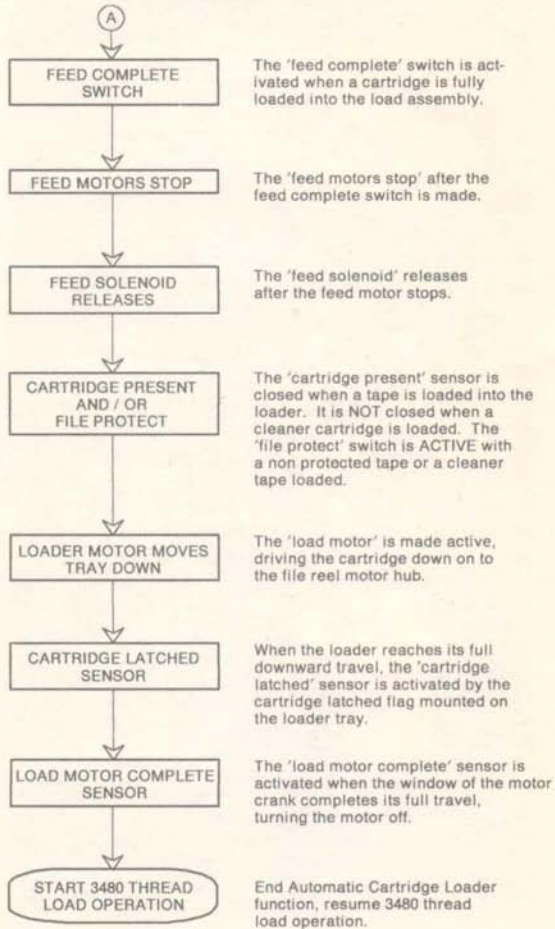 A
FEED COMPLETE
SWITCH
The 'feed complete' switch is act-
ivated when a cartridge is fully
loaded into the load assembly.
FEED MOTORS STOP
The 'feed motors stop' after the
feed complete switch is made.
FEED SOLENOID
RELEASES
The 'feed solenoid' releases
after the feed motor stops.
CARTRIDGE PRESENT
AND / OR
FILE PROTECT
The 'cartridge present' sensor is
closed when a tape is loaded into the
loader. It is NOT closed when a
cleaner cartridge is loaded. The
'file protect' switch is ACTIVE with
a non protected tape or a cleaner
tape loaded.
LOADER MOTOR MOVES
TRAY DOWN
The 'load motor' is made active,
driving the cartridge down on to
the file reel motor hub.
CARTRIDGE LATCHED
SENSOR
When the loader reaches its full
downward travel, the 'cartridge
latched' sensor is activated by the
cartridge latched flag mounted on
the loader tray.
LOAD MOTOR COMPLETE
SENSOR
The 'load motor complete' sensor is
activated when the window of the motor
crank completes its full travel,
turning the motor off.
START 3480 THREAD
LOAD OPERATION
End Automatic Cartridge Loader
function, resume 3480 thread
load operation.